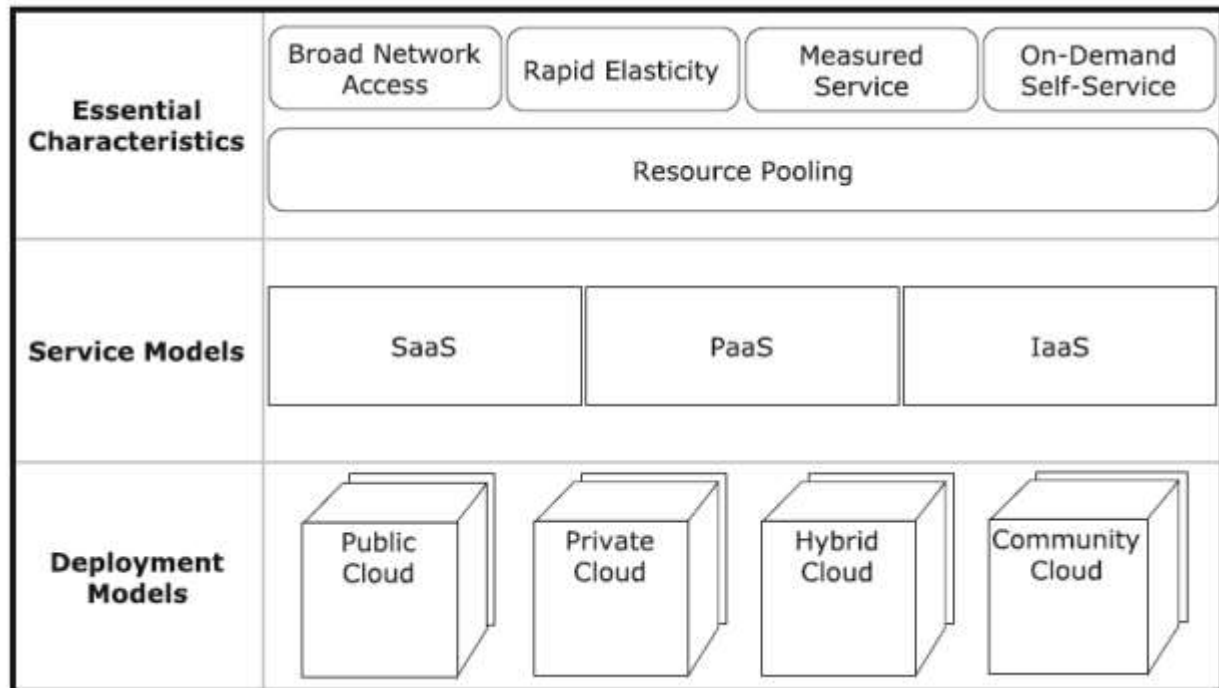 Essential
Characteristics
Broad Network
Access
Rapid Elasticity
Measured
Service
On-Demand
Self-Service
Resource Pooling
Service Models
SaaS
PaaS
IaaS
Deployment
Models
Public
Cloud
Private
Cloud
Hybrid
Cloud
Community
Cloud